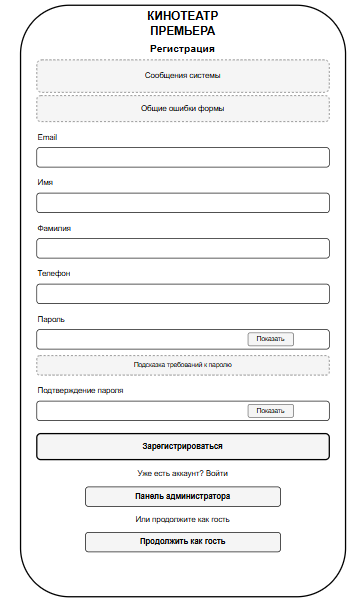 КИНОТЕАТР
ПРЕМЬЕРА
Регистрация
Сообщения системы
Общие ошибки формы
Email
Имя
Фамилия
Телефон
Пароль
Показать
Подсказка требований к паролю
Подтверждение пароля
Показать
Зарегистрироваться
Уже есть аккаунт? Войти
Панель администратора
Или продолжите как гость
Продолжить как гость